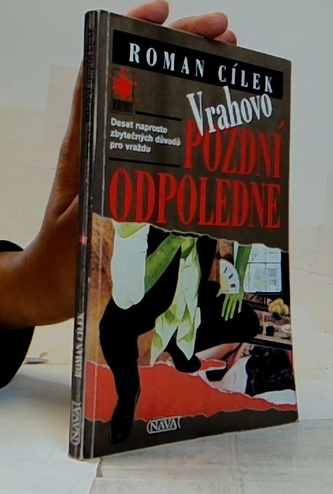 ROMAN CÍLEK
Vrahovo
POZDNÍ
ODPOLEDNE
Deset naprosto
zbytečných důvodů
pro vraždu
NAVA
ROMAN CÍLEK
NAVA